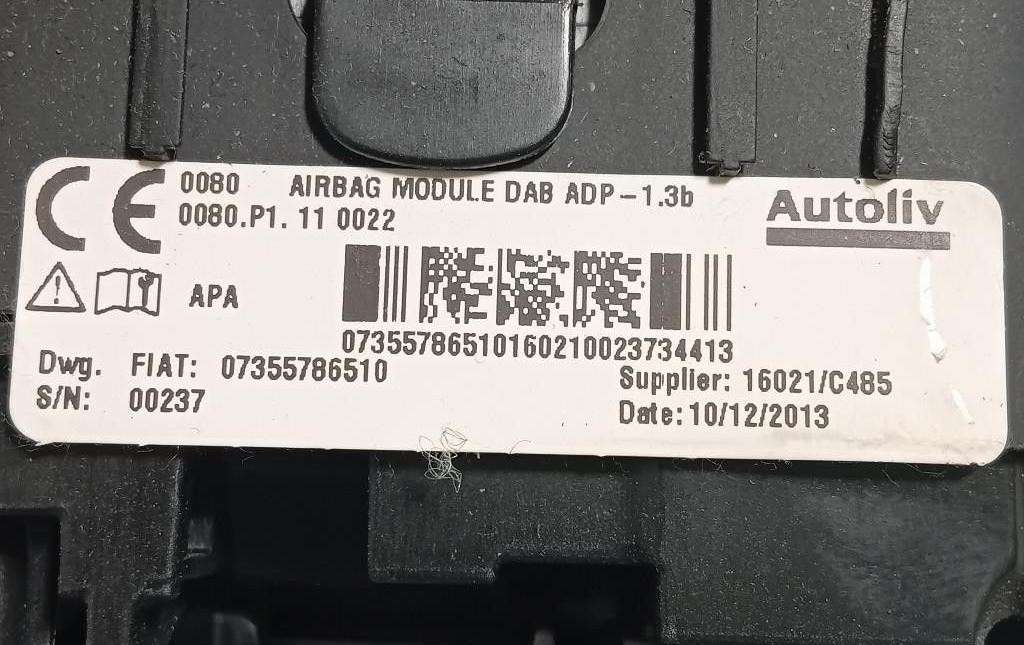 CE 0080 AIRBAG MODULE DAB ADP-1.3b
0080.P1. 11 0022
Autoliv
APA
07355786510160210023734413
Dwg. FIAT: 07355786510
S/N: 00237
Supplier: 16021/C485
Date: 10/12/2013